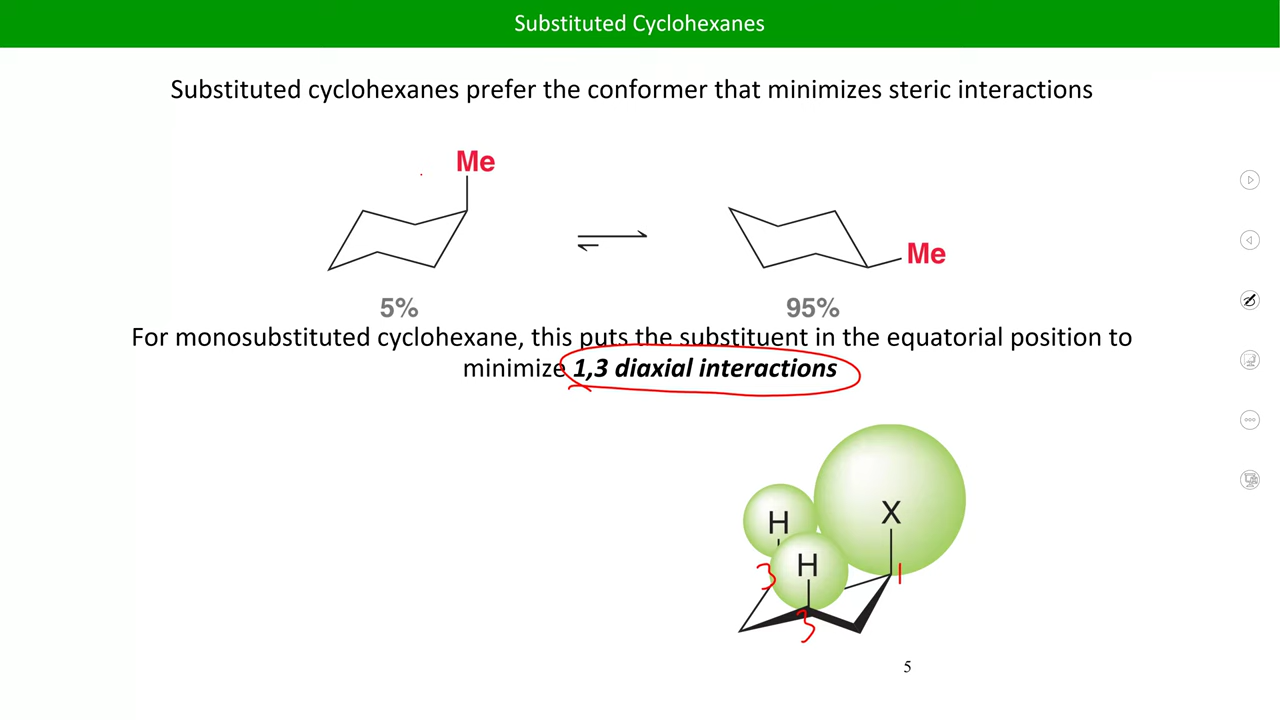 Substituted Cyclohexanes
Substituted cyclohexanes prefer the conformer that minimizes steric interactions
Me
Me
5%
95%
For monosubstituted cyclohexane, this puts the substituent in the equatorial position to
minimize 1,3 diaxial interactions
H
X
H
3
1
3
5